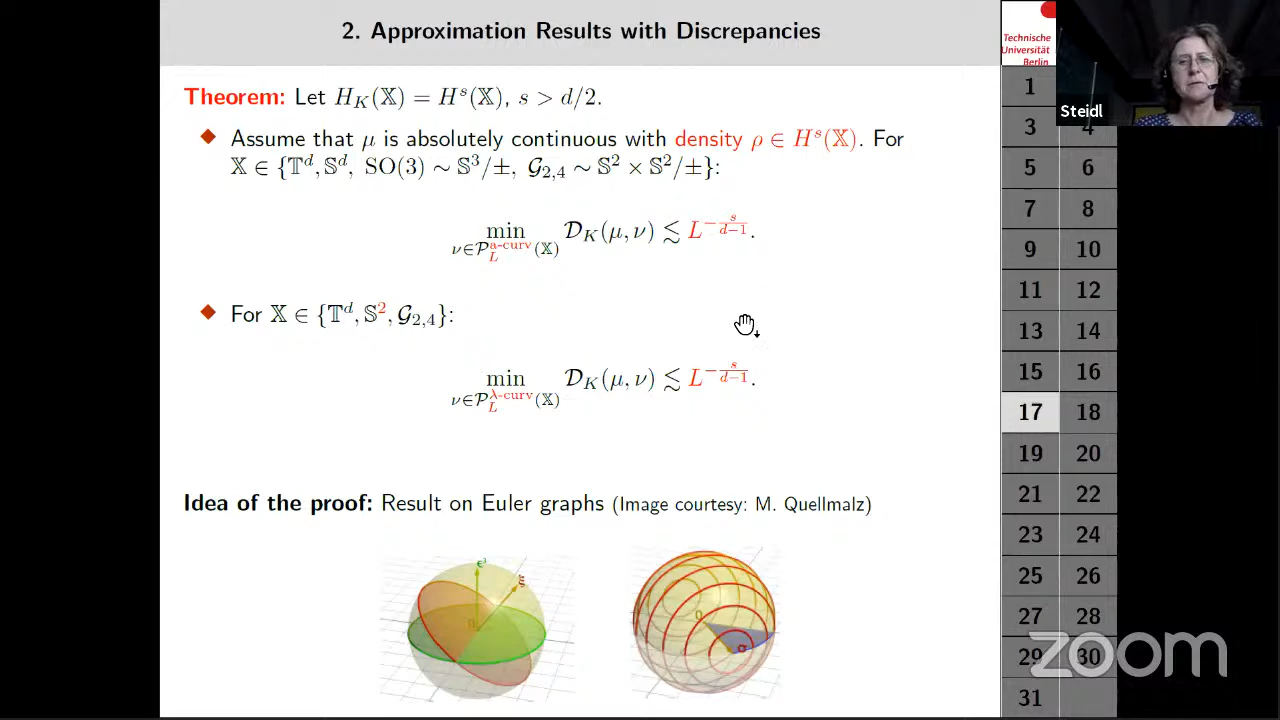 2. Approximation Results with Discrepancies
Theorem: Let H_K(𝕏) = H^s(𝕏), s > d/2.
◆ Assume that μ is absolutely continuous with density ρ ∈ H^s(𝕏). For
𝕏 ∈ {𝕋^d, 𝕊^d, SO(3) ∼ 𝕊^3/±, 𝒢_{2,4} ∼ 𝕊^2 × 𝕊^2/±}:
min_{ν∈𝒫_L^{a-curv}(𝕏)} 𝒟_K(μ, ν) ≲ L^{-s/(d−1)}.
◆ For 𝕏 ∈ {𝕋^d, 𝕊^2, 𝒢_{2,4}}:
min_{ν∈𝒫_L^{λ-curv}(𝕏)} 𝒟_K(μ, ν) ≲ L^{-s/(d−1)}.
Idea of the proof: Result on Euler graphs (Image courtesy: M. Quellmalz)
ξ
0
0
α
Technische
Universität
Berlin
Steidl
1
3 4
5 6
7 8
9 10
11 12
13 14
15 16
17 18
19 20
21 22
23 24
25 26
27 28
29 30
31
zoom